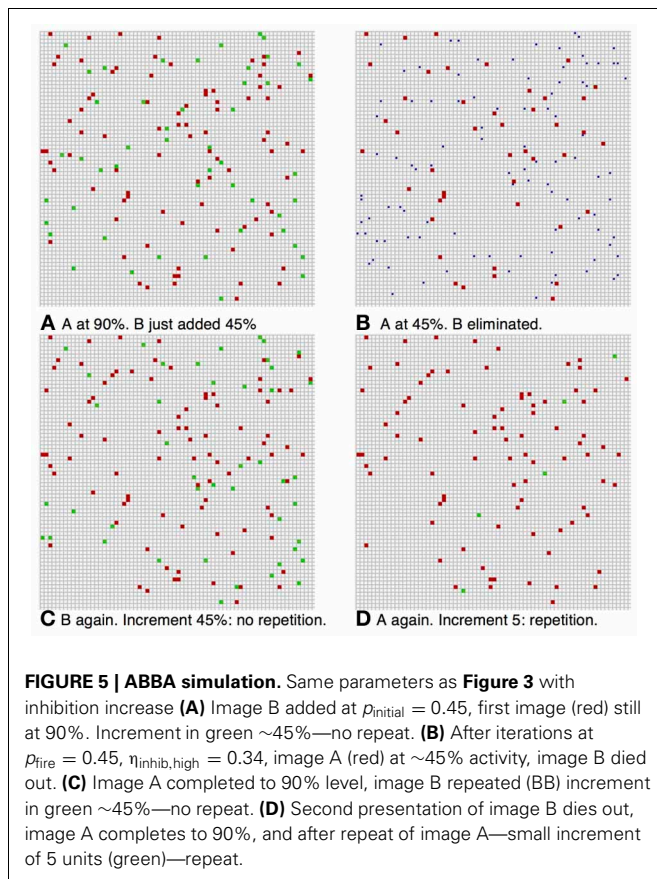 A A at 90%. B just added 45%
B A at 45%. B eliminated.
C B again. Increment 45%: no repetition.
D A again. Increment 5: repetition.
FIGURE 5 | ABBA simulation. Same parameters as Figure 3 with
inhibition increase (A) Image B added at pinitial = 0.45, first image (red) still
at 90%. Increment in green ~45%—no repeat. (B) After iterations at
pfire = 0.45, ηinhib,high = 0.34, image A (red) at ~45% activity, image B died
out. (C) Image A completed to 90% level, image B repeated (BB) increment
in green ~45%—no repeat. (D) Second presentation of image B dies out,
image A completes to 90%, and after repeat of image A—small increment
of 5 units (green)—repeat.